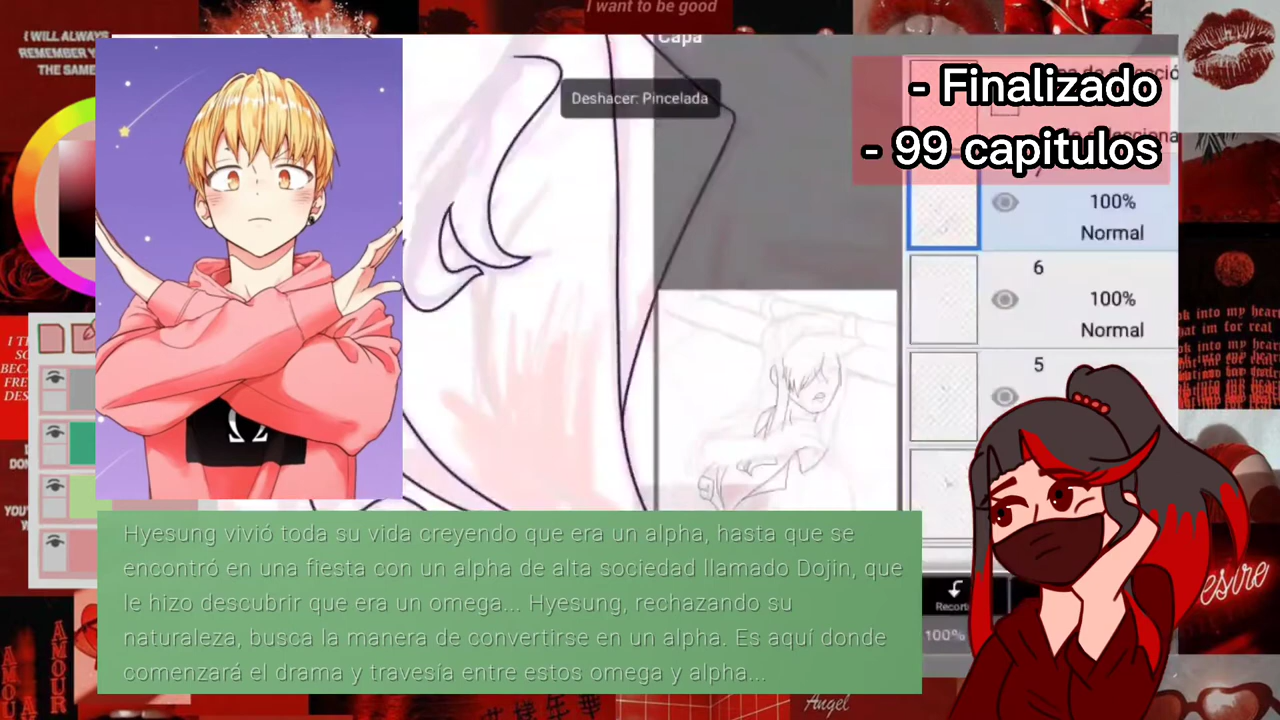 I want to be good
I WILL ALWAYS
REMEMBER Y
THE SAME
Capa
Deshacer: Pincelada
- Finalizado
- 99 capitulos
100%
Normal
6
100%
Normal
5
Ω
Hyesung vivió toda su vida creyendo que era un alpha, hasta que se
encontró en una fiesta con un alpha de alta sociedad llamado Dojin, que
le hizo descubrir que era un omega... Hyesung, rechazando su
naturaleza, busca la manera de convertirse en un alpha. Es aquí donde
comenzará el drama y travesía entre estos omega y alpha...
Recort
100%
esire
AMOUR
Angel